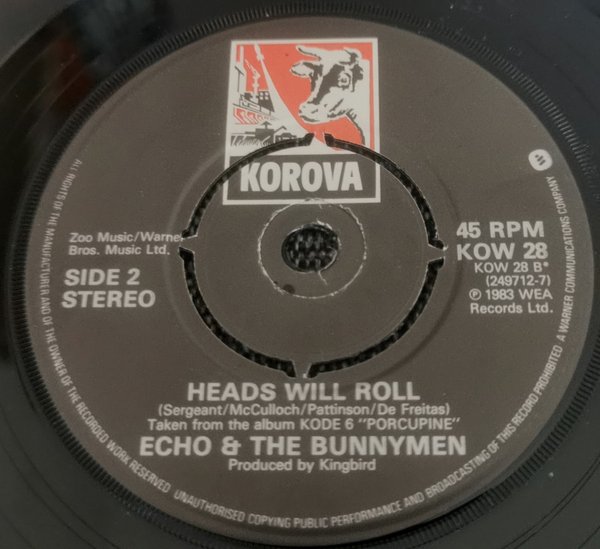 KOROVA
Zoo Music/Warner
Bros. Music Ltd.
SIDE 2
STEREO
45 RPM
KOW 28
KOW 28 B*
(249712-7)
℗ 1983 WEA
Records Ltd.
HEADS WILL ROLL
(Sergeant/McCulloch/Pattinson/De Freitas)
Taken from the album KODE 6 "PORCUPINE"
ECHO & THE BUNNYMEN
Produced by Kingbird
ALL RIGHTS OF THE MANUFACTURER AND OF THE OWNER OF THE RECORDED WORK RESERVED UNAUTHORISED COPYING PUBLIC PERFORMANCE AND BROADCASTING OF THIS RECORD PROHIBITED A WARNER COMMUNICATIONS COMPANY